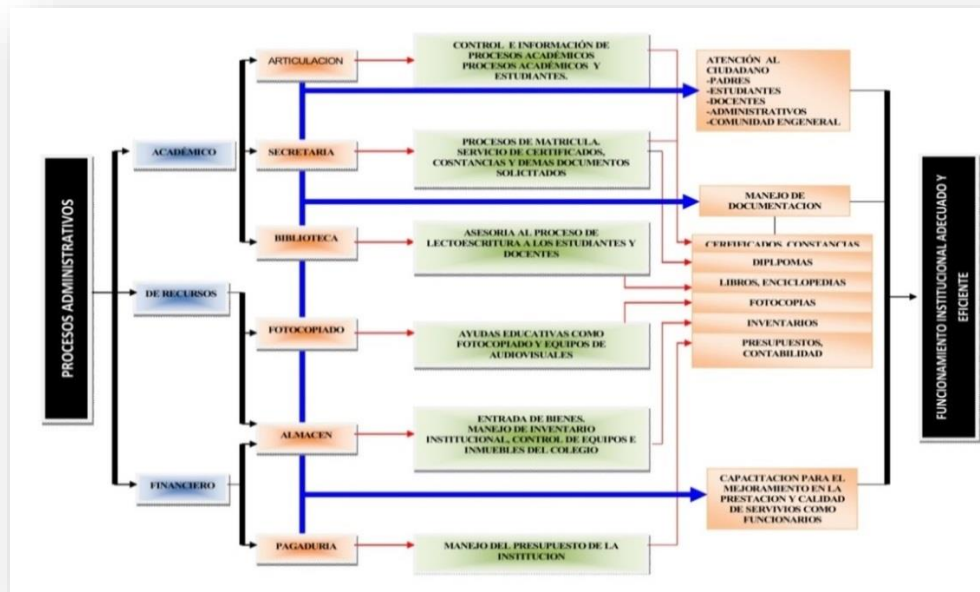 PROCESOS ADMINISTRATIVOS
ACADÉMICO
DE RECURSOS
FINANCIERO
ARTICULACION
SECRETARIA
BIBLIOTECA
FOTOCOPIADO
ALMACEN
PAGADURIA
CONTROL E INFORMACIÓN DE
PROCESOS ACADÉMICOS
PROCESOS ACADÉMICOS Y
ESTUDIANTES.
PROCESOS DE MATRICULA.
SERVICIO DE CERTIFICADOS,
COSNTANCIAS Y DEMAS DOCUMENTOS
SOLICITADOS
ASESORIA AL PROCESO DE
LECTOESCRITURA A LOS ESTUDIANTES Y
DOCENTES
AYUDAS EDUCATIVAS COMO
FOTOCOPIADO Y EQUIPOS DE
AUDIOVISUALES
ENTRADA DE BIENES.
MANEJO DE INVENTARIO
INSTITUCIONAL, CONTROL DE EQUIPOS E
INMUEBLES DEL COLEGIO
MANEJO DEL PRESUPUESTO DE LA
INSTITUCION
ATENCIÓN AL
CIUDADANO
-PADRES
-ESTUDIANTES
-DOCENTES
-ADMINISTRATIVOS
-COMUNIDAD ENGENERAL
MANEJO DE
DOCUMENTACION
CERFIFICADOS, CONSTANCIAS
DIPLPOMAS
LIBROS, ENCICLOPEDIAS
FOTOCOPIAS
INVENTARIOS
PRESUPUESTOS,
CONTABILIDAD
CAPACITACION PARA EL
MEJORAMIENTO EN LA
PRESTACION Y CALIDAD
DE SERVIVIOS COMO
FUNCIONARIOS
FUNCIONAMIENTO INSTITUCIONAL ADECUADO Y
EFICIENTE